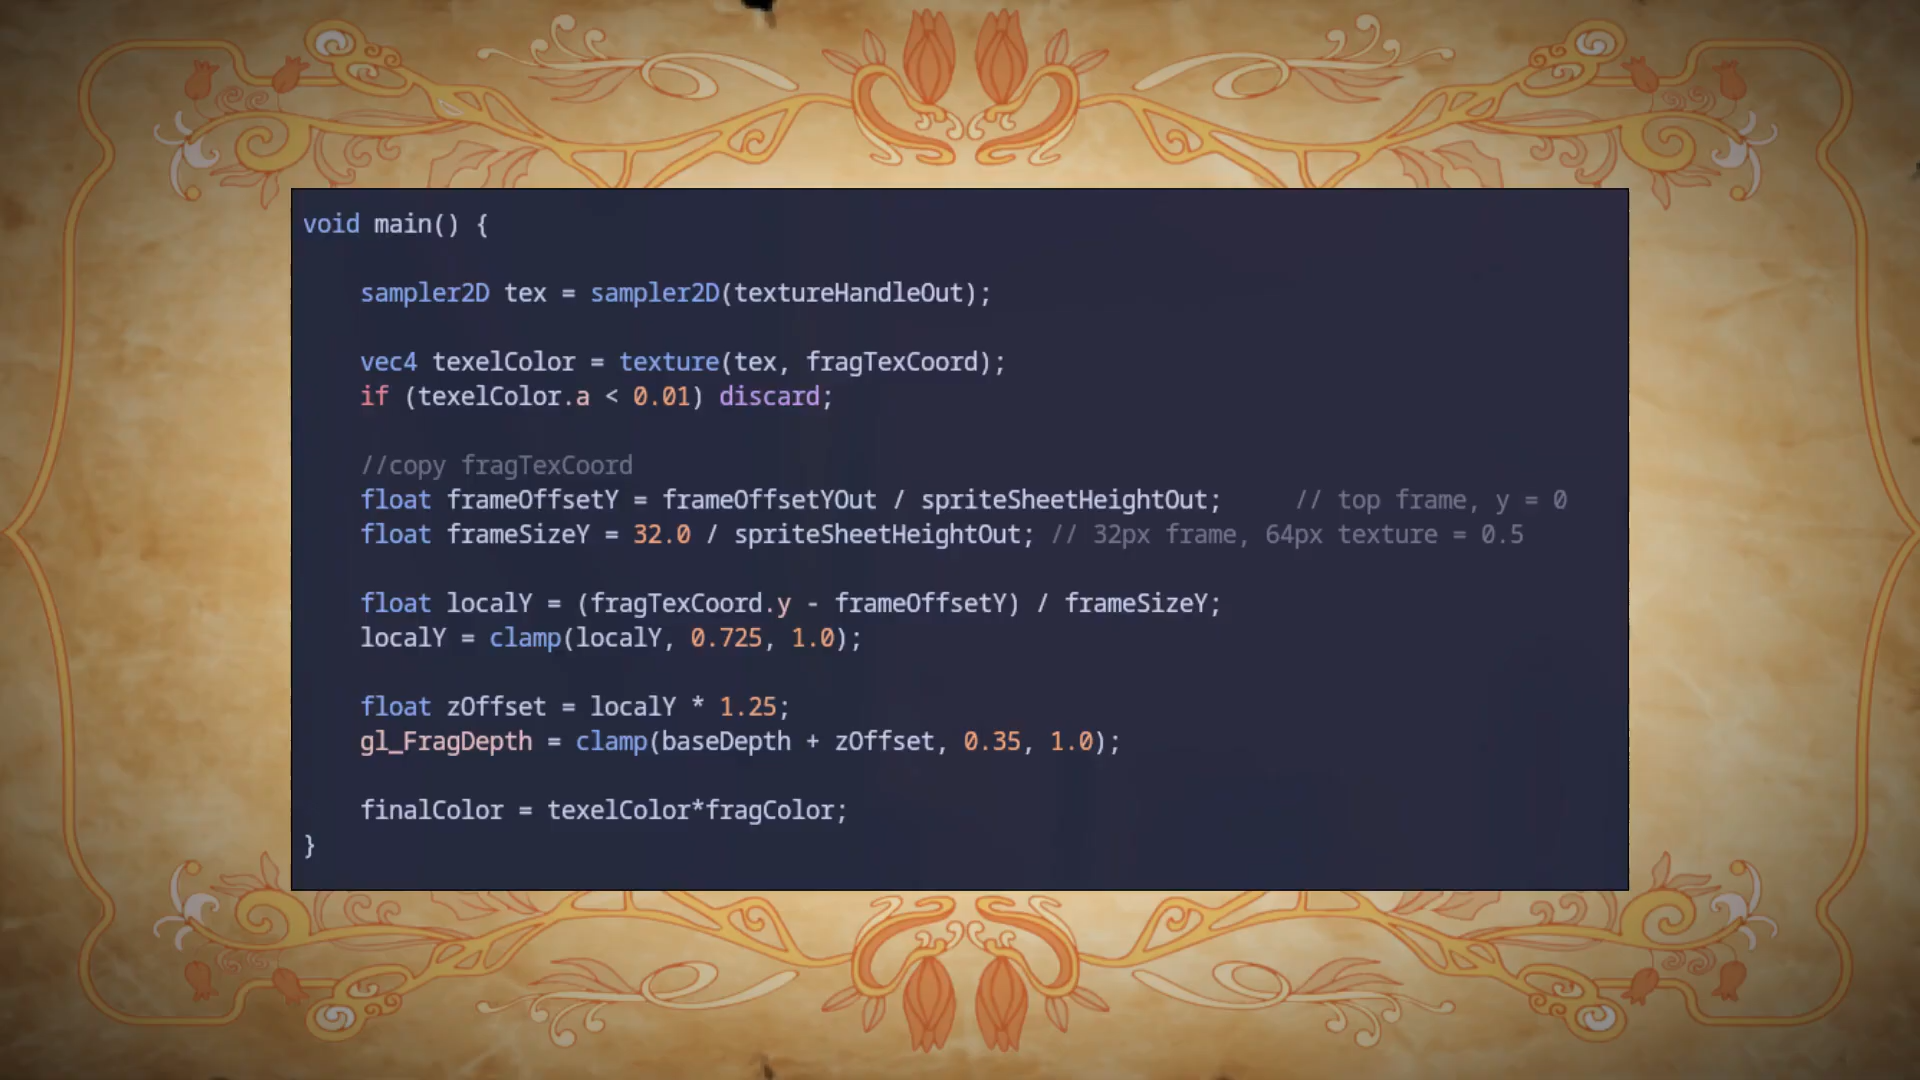 void main() {
sampler2D tex = sampler2D(textureHandleOut);
vec4 texelColor = texture(tex, fragTexCoord);
if (texelColor.a < 0.01) discard;
//copy fragTexCoord
float frameOffsetY = frameOffsetYOut / spriteSheetHeightOut; // top frame, y = 0
float frameSizeY = 32.0 / spriteSheetHeightOut; // 32px frame, 64px texture = 0.5
float localY = (fragTexCoord.y - frameOffsetY) / frameSizeY;
localY = clamp(localY, 0.725, 1.0);
float zOffset = localY * 1.25;
gl_FragDepth = clamp(baseDepth + zOffset, 0.35, 1.0);
finalColor = texelColor*fragColor;
}